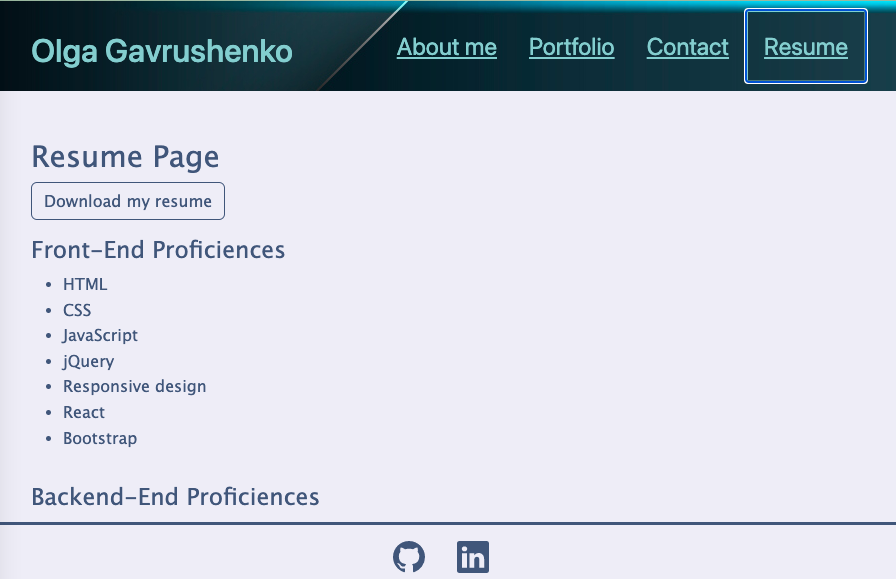 Olga Gavrushenko
About me Portfolio Contact Resume
Resume Page
Download my resume
Front-End Proficiences
• HTML
• CSS
• JavaScript
• jQuery
• Responsive design
• React
• Bootstrap
Backend-End Proficiences
in